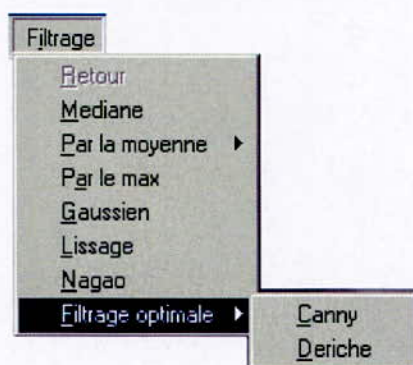 Filtrage
Retour
Mediane
Par la moyenne
Par le max
Gaussien
Lissage
Nagao
Filtrage optimale
Canny
Deriche